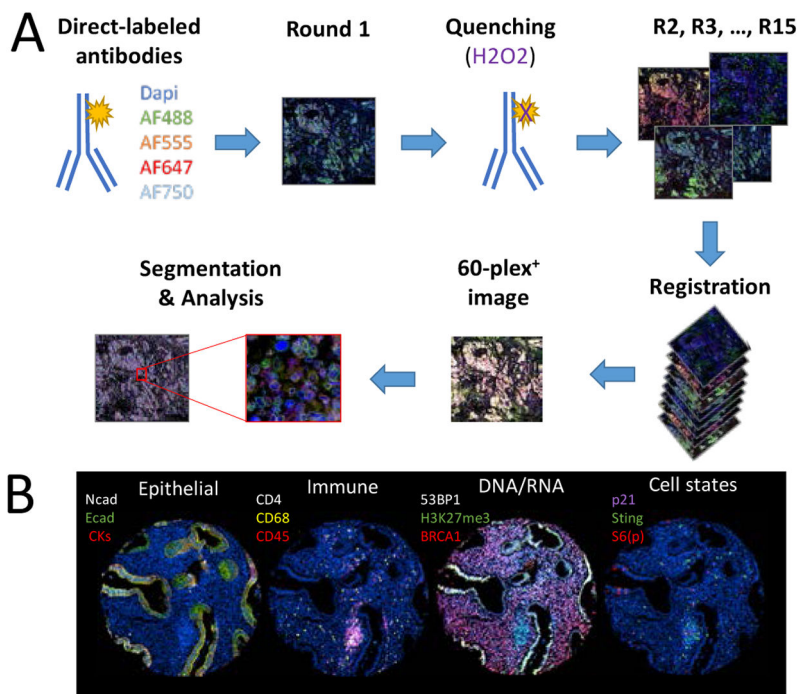 A
Direct-labeled
antibodies
Dapi
AF488
AF555
AF647
AF750
Round 1
Quenching
(H2O2)
X
R2, R3, ..., R15
Registration
60-plex⁺
image
Segmentation
& Analysis
B
Epithelial
Ncad
Ecad
CKs
Immune
CD4
CD68
CD45
DNA/RNA
53BP1
H3K27me3
BRCA1
Cell states
p21
Sting
S6(p)